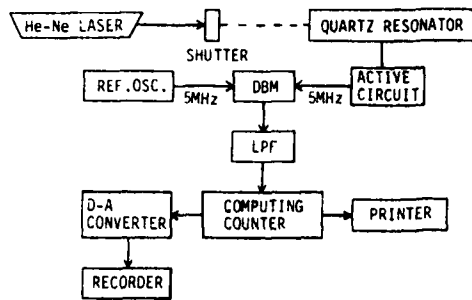 He-Ne LASER
QUARTZ RESONATOR
SHUTTER
REF.OSC.
5MHz
DBM
5MHz
ACTIVE
CIRCUIT
LPF
D-A
CONVERTER
COMPUTING
COUNTER
PRINTER
RECORDER